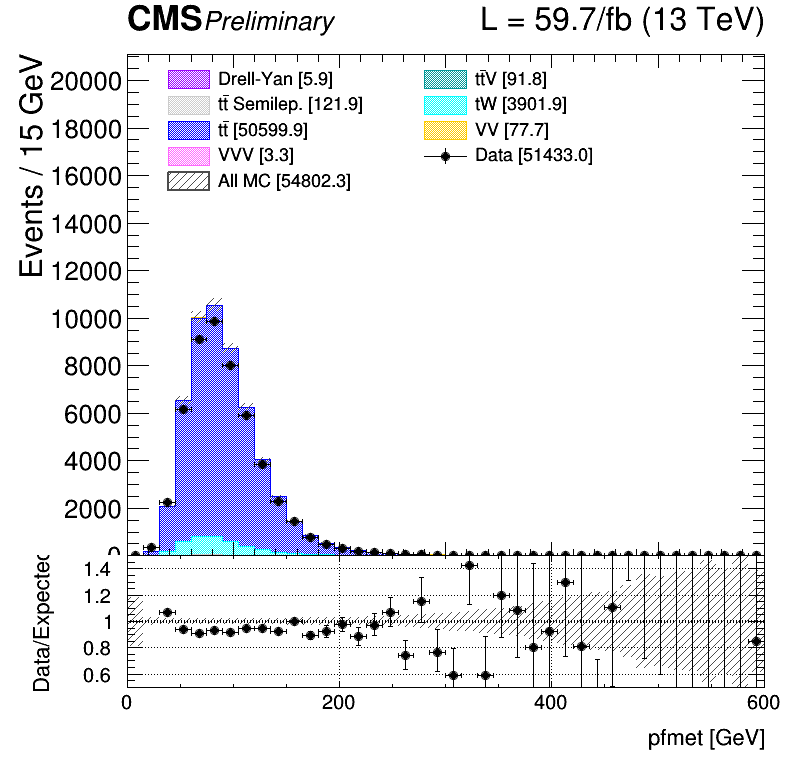 CMS Preliminary L = 59.7/fb (13 TeV)
Events / 15 GeV
20000
18000
16000
14000
12000
10000
8000
6000
4000
2000
0
Drell-Yan [5.9]
tt̄ Semilep. [121.9]
tt̄ [50599.9]
VVV [3.3]
All MC [54802.3]
tt̄V [91.8]
tW [3901.9]
VV [77.7]
Data [51433.0]
Data/Expected
1.4
1.2
1
0.8
0.6
0 200 400 600
pfmet [GeV]